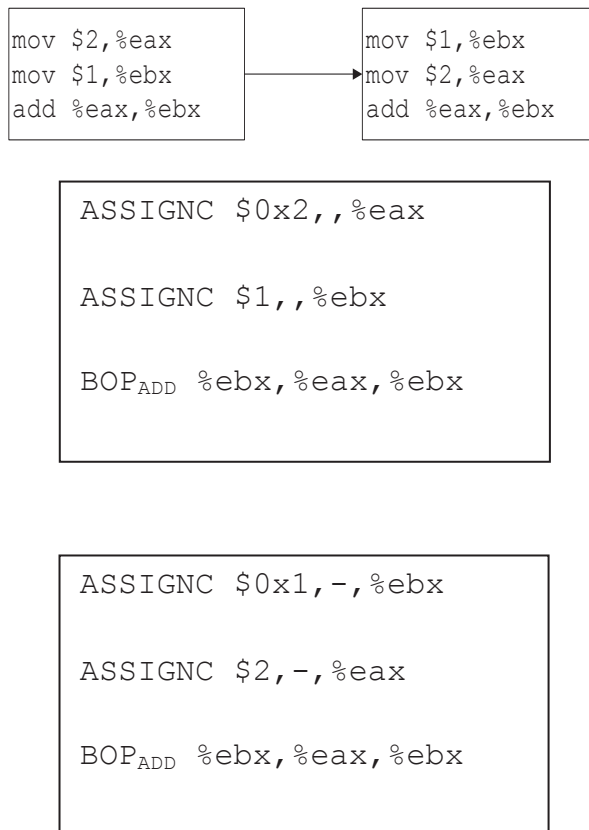 mov $2,%eax
mov $1,%ebx
add %eax,%ebx
mov $1,%ebx
mov $2,%eax
add %eax,%ebx
ASSIGNC $0x2,,%eax
ASSIGNC $1,,%ebx
BOPADD %ebx,%eax,%ebx
ASSIGNC $0x1,-,%ebx
ASSIGNC $2,-,%eax
BOPADD %ebx,%eax,%ebx